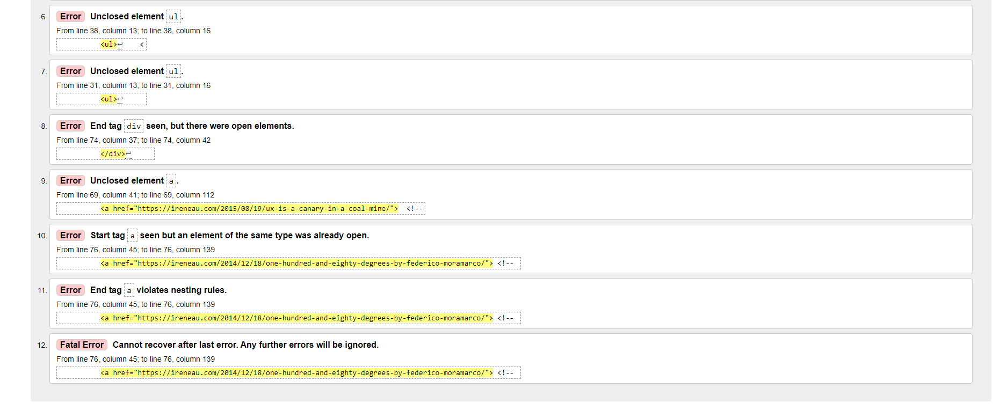 6. Error Unclosed element ul.
From line 38, column 13; to line 38, column 16
<ul>↩ <
7. Error Unclosed element ul.
From line 31, column 13; to line 31, column 16
<ul>↩
8. Error End tag div seen, but there were open elements.
From line 74, column 37; to line 74, column 42
</div>↩
9. Error Unclosed element a.
From line 69, column 41; to line 69, column 112
<a href="https://ireneau.com/2015/08/19/ux-is-a-canary-in-a-coal-mine/"> <!--
10. Error Start tag a seen but an element of the same type was already open.
From line 76, column 45; to line 76, column 139
<a href="https://ireneau.com/2014/12/18/one-hundred-and-eighty-degrees-by-federico-moramarco/"> <!--
11. Error End tag a violates nesting rules.
From line 76, column 45; to line 76, column 139
<a href="https://ireneau.com/2014/12/18/one-hundred-and-eighty-degrees-by-federico-moramarco/"> <!--
12. Fatal Error Cannot recover after last error. Any further errors will be ignored.
From line 76, column 45; to line 76, column 139
<a href="https://ireneau.com/2014/12/18/one-hundred-and-eighty-degrees-by-federico-moramarco/"> <!--